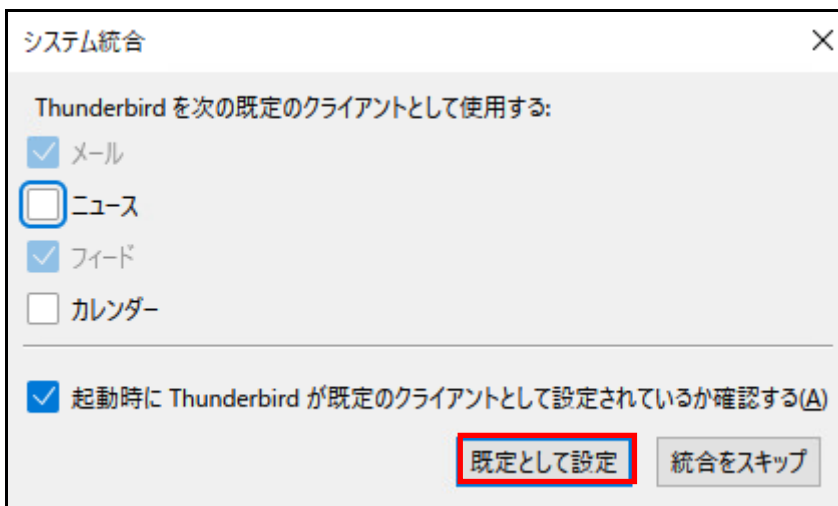 システム統合
Thunderbird を次の既定のクライアントとして使用する:
メール
ニュース
フィード
カレンダー
起動時に Thunderbird が既定のクライアントとして設定されているか確認する(A)
既定として設定
統合をスキップ